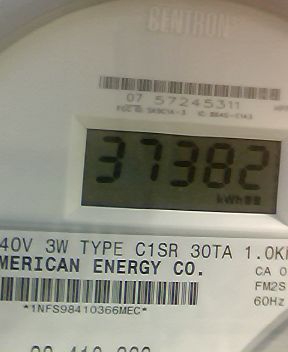 SENTRON
07 57245311
37382
kWh
40V 3W TYPE C1SR 30TA 1.0K
MERICAN ENERGY CO.
CA 0
FM2S
60Hz
*1NFS98410366MEC*